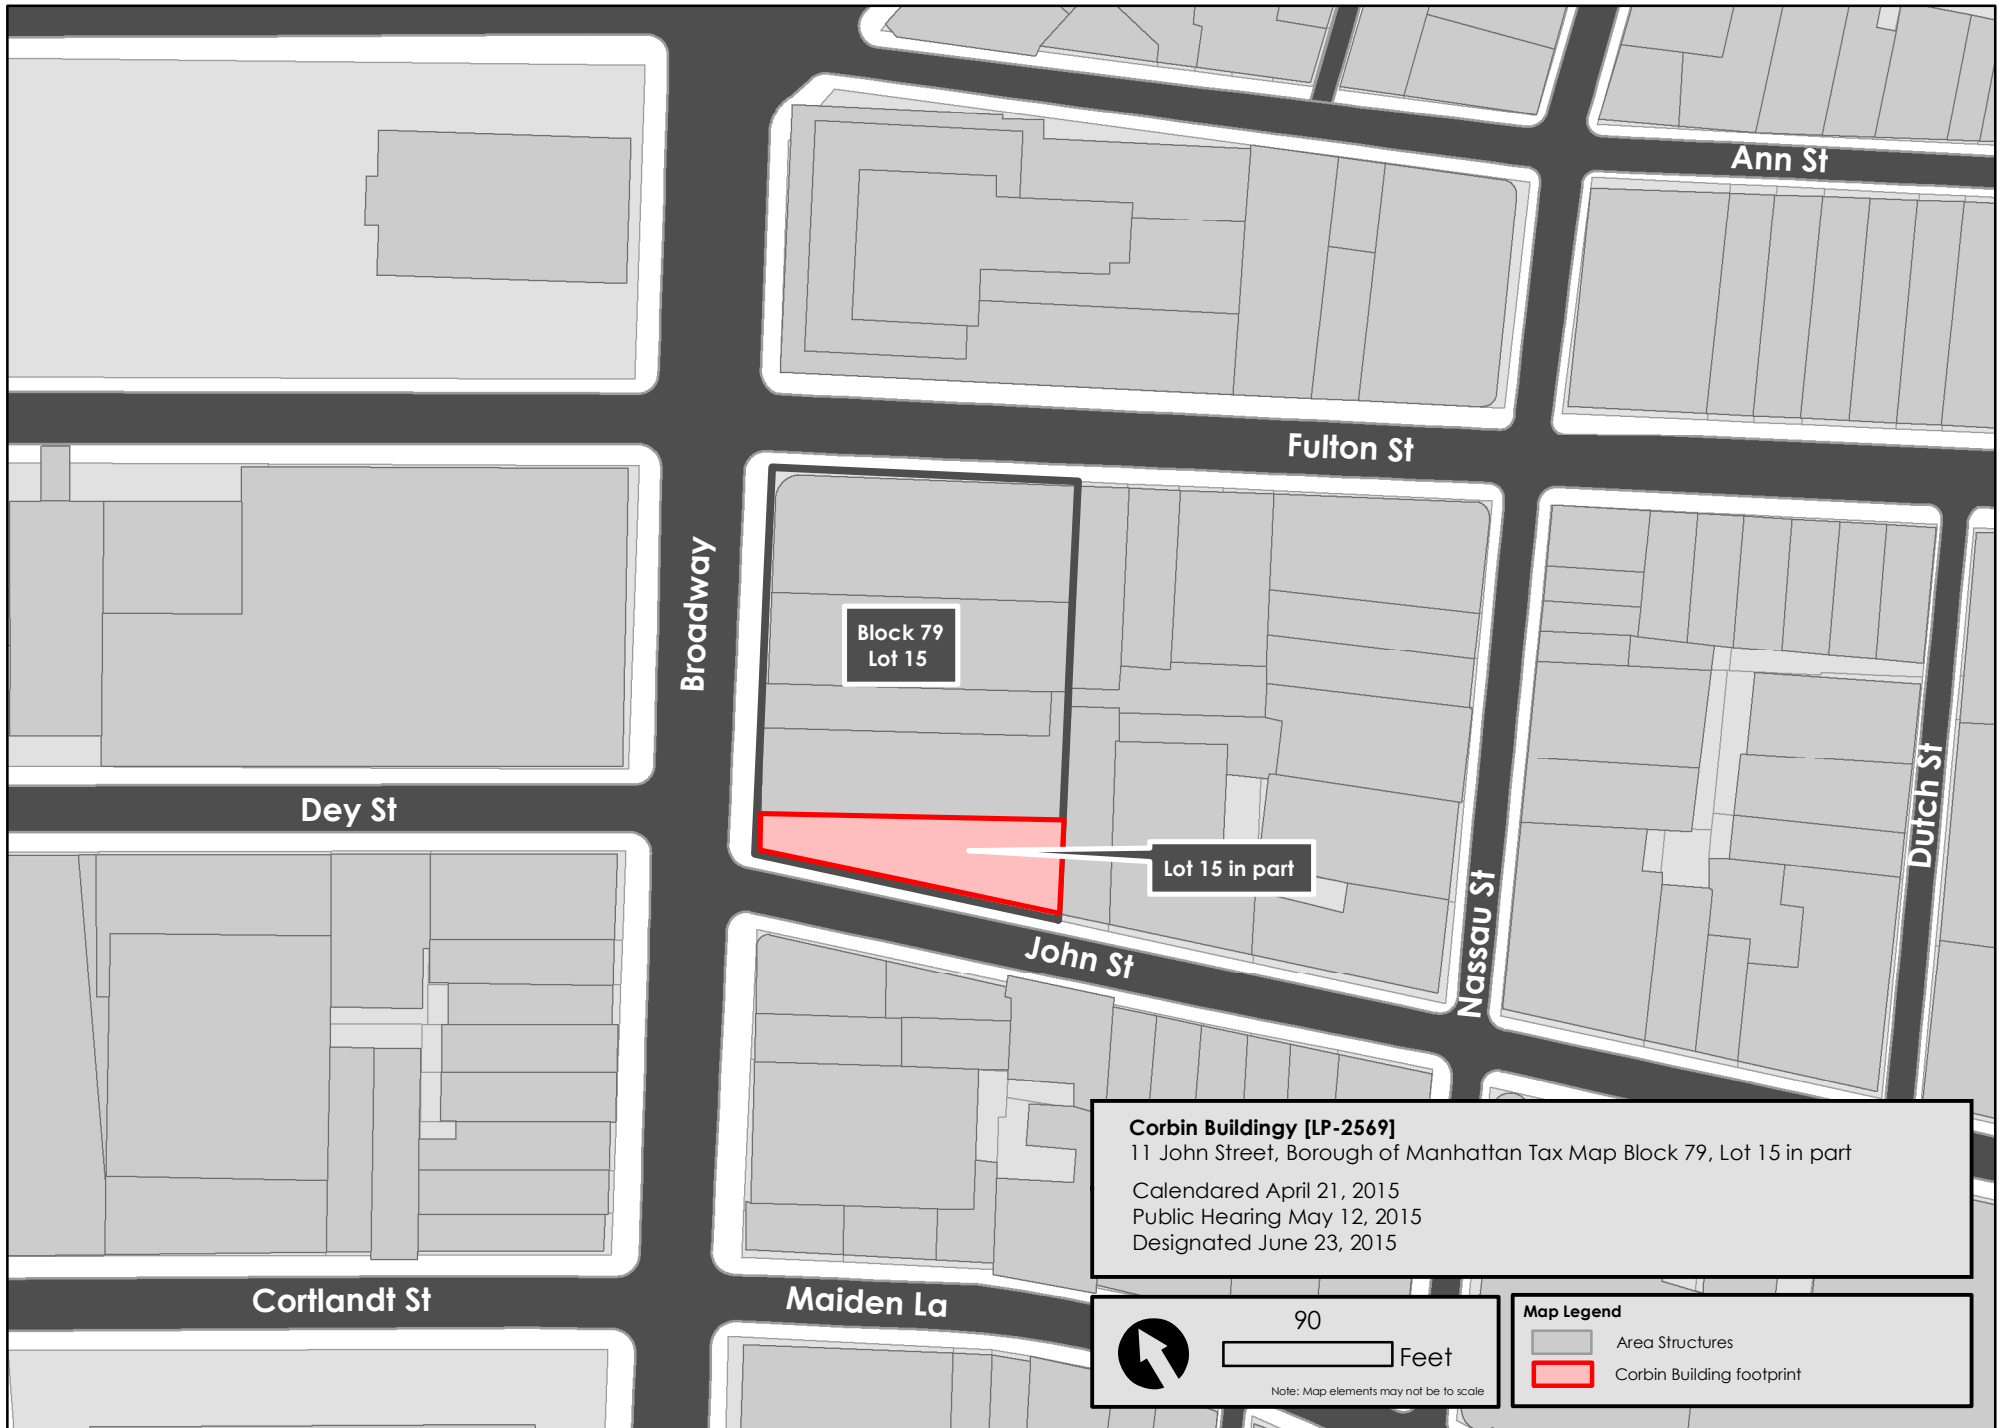 Ann St
Fulton St
Broadway
Block 79
Lot 15
Dey St
Dutch St
Lot 15 in part
Nassau St
John St
Corbin Buildingy [LP-2569]
11 John Street, Borough of Manhattan Tax Map Block 79, Lot 15 in part
Calendared April 21, 2015
Public Hearing May 12, 2015
Designated June 23, 2015
Cortlandt St
Maiden La
90
Feet
Note: Map elements may not be to scale
Map Legend
Area Structures
Corbin Building footprint